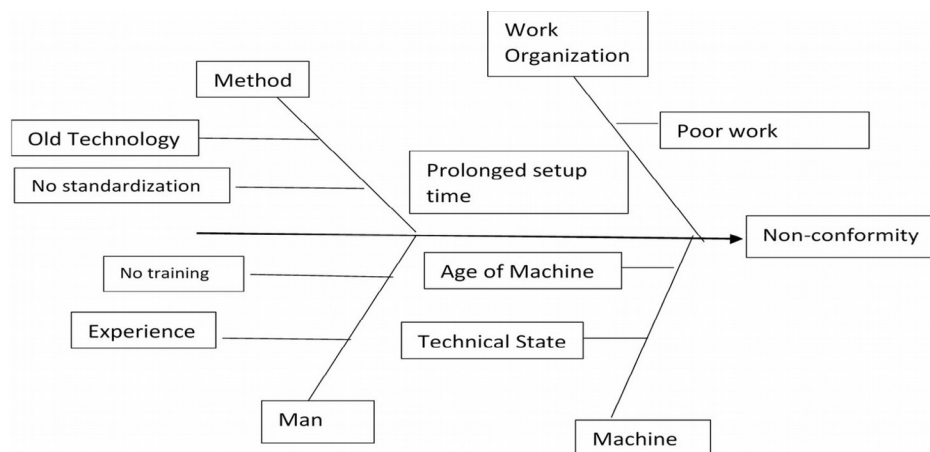 Work
Organization
Method
Old Technology
Poor work
No standardization
Prolonged setup
time
Non-conformity
No training
Age of Machine
Experience
Technical State
Man
Machine